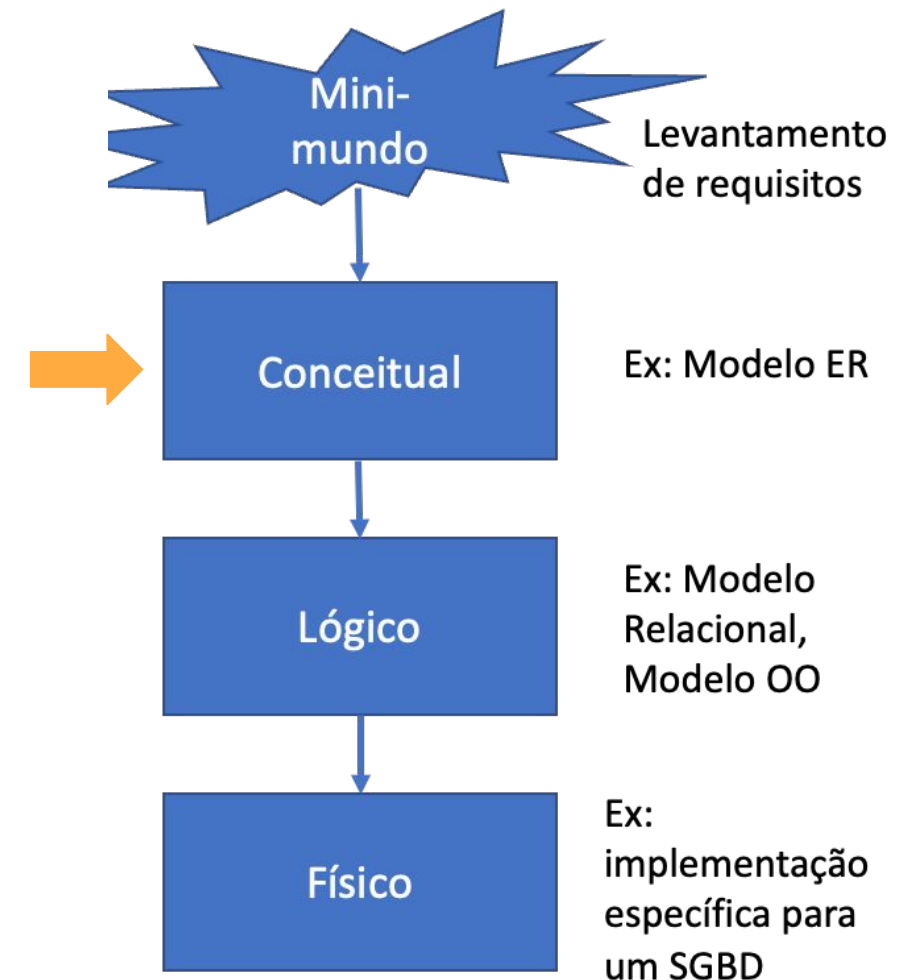 Mini-
mundo
Levantamento
de requisitos
Conceitual
Ex: Modelo ER
Lógico
Ex: Modelo
Relacional,
Modelo OO
Físico
Ex:
implementação
específica para
um SGBD